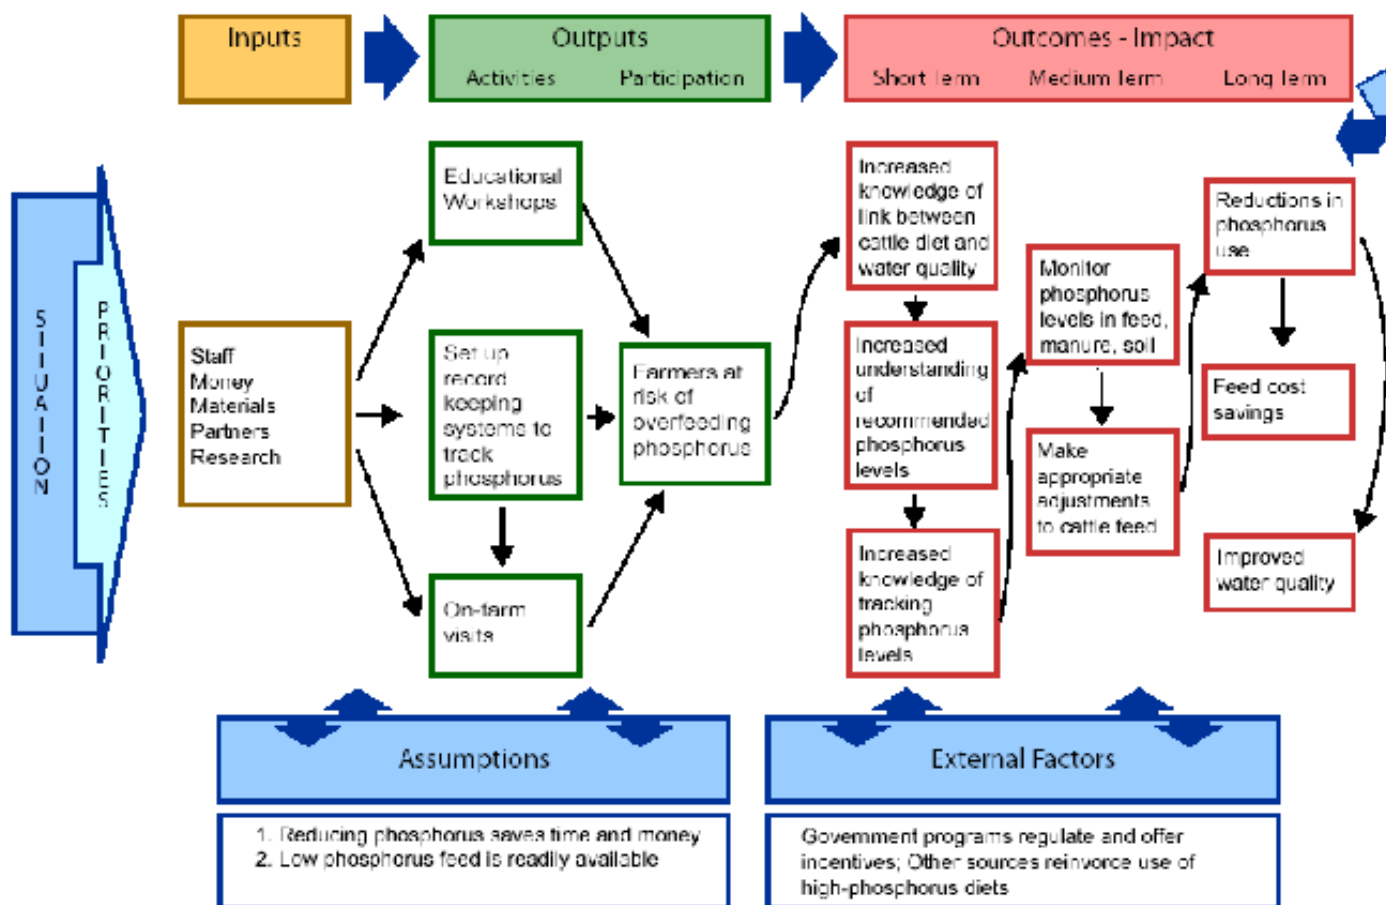 Inputs
Outputs
Activities
Participation
Outcomes - Impact
Short Term
Medium Term
Long Term
SITUATION
PRIORITIES
Staff
Money
Materials
Partners
Research
Educational
Workshops
Set up
record
keeping
systems to
track
phosphorus
On-farm
visits
Farmers at
risk of
overfeeding
phosphorus
Increased
knowledge of
link between
cattle diet and
water quality
Increased
understanding
of
recommended
phosphorus
levels
Increased
knowledge of
tracking
phosphorus
levels
Monitor
phosphorus
levels in feed,
manure, soil
Make
appropriate
adjustments
to cattle feed
Reductions in
phosphorus
use
Feed cost
savings
Improved
water quality
Assumptions
1. Reducing phosphorus saves time and money
2. Low phosphorus feed is readily available
External Factors
Government programs regulate and offer
incentives; Other sources reinvorce use of
high-phosphorus diets